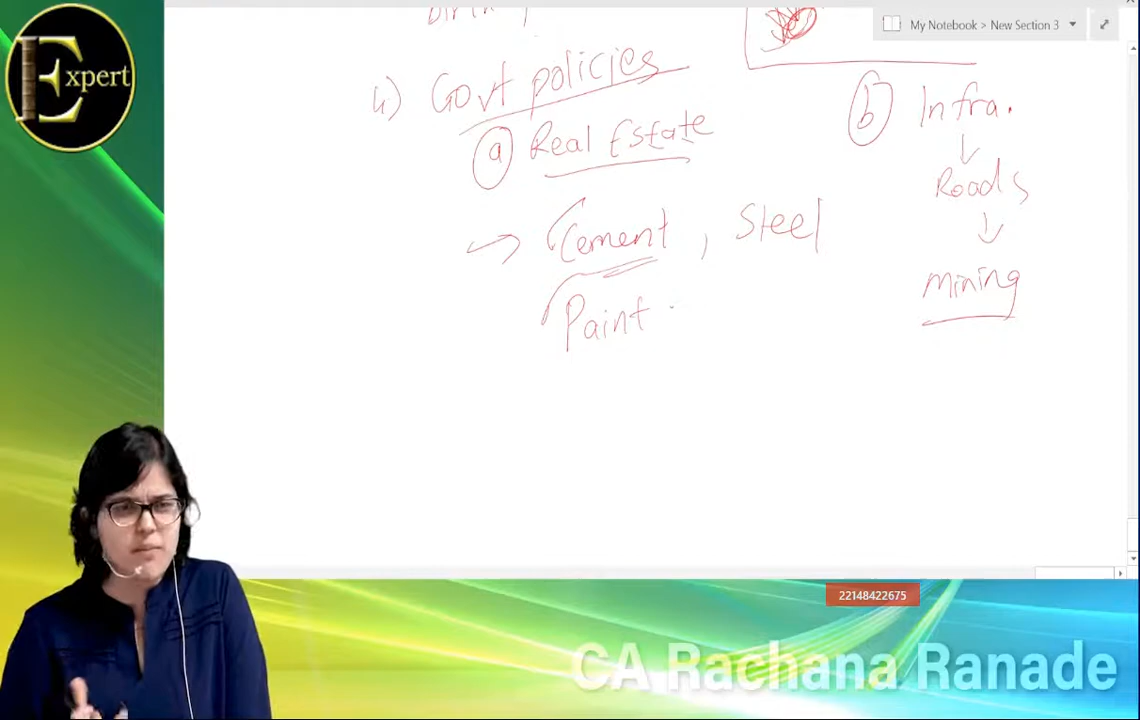 Expert
My Notebook > New Section 3
4) Govt policies
a Real Estate
Cement, Steel
Paint
b Infra.
Roads
mining
22148422675
CA Rachana Ranade